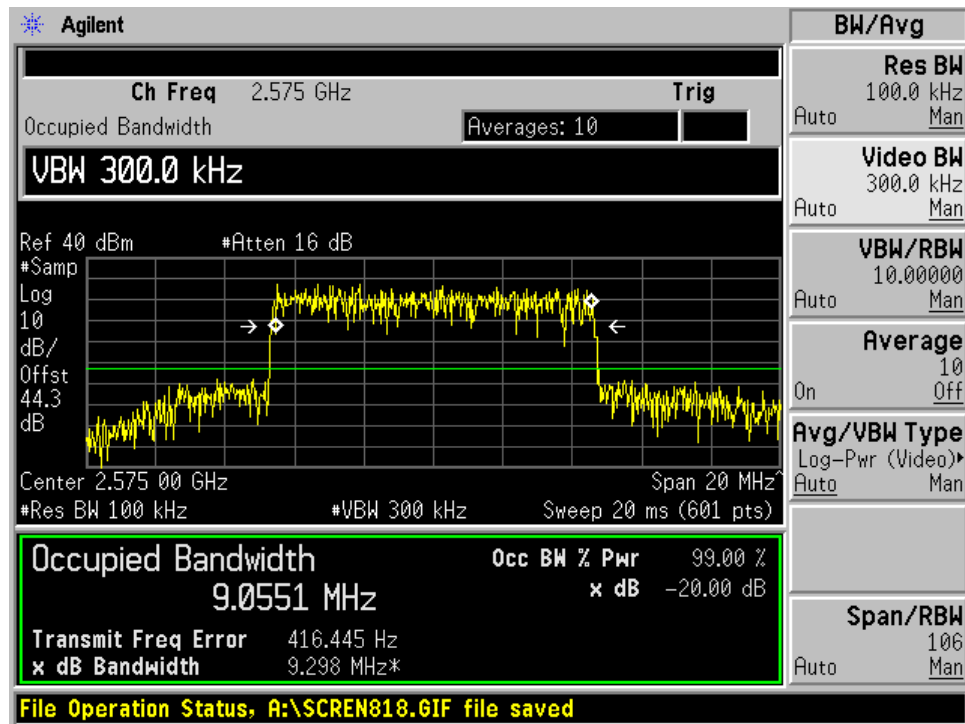 Agilent
Ch Freq 2.575 GHz Trig
Occupied Bandwidth Averages: 10
VBW 300.0 kHz
Ref 40 dBm #Atten 16 dB
#Samp
Log
10
dB/
Offst
44.3
dB
Center 2.575 00 GHz Span 20 MHz^
#Res BW 100 kHz #VBW 300 kHz Sweep 20 ms (601 pts)
Occupied Bandwidth
9.0551 MHz
Occ BW % Pwr 99.00 %
x dB -20.00 dB
Transmit Freq Error 416.445 Hz
x dB Bandwidth 9.298 MHz*
File Operation Status, A:\SCREN818.GIF file saved
BW/Avg
Res BW
100.0 kHz
Auto Man
Video BW
300.0 kHz
Auto Man
VBW/RBW
10.00000
Auto Man
Average
10
On Off
Avg/VBW Type
Log-Pwr (Video)▸
Auto Man
Span/RBW
106
Auto Man